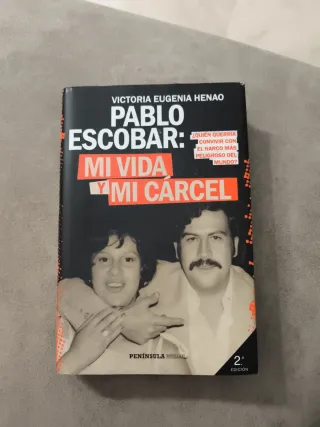 VICTORIA EUGENIA HENAO
PABLO
ESCOBAR:
¿QUIÉN QUERRÍA
CONVIVIR CON
EL NARCO MÁS
PELIGROSO DEL
MUNDO?
MI VIDA
Y MI CÁRCEL
PENÍNSULA
2.ª
EDICIÓN